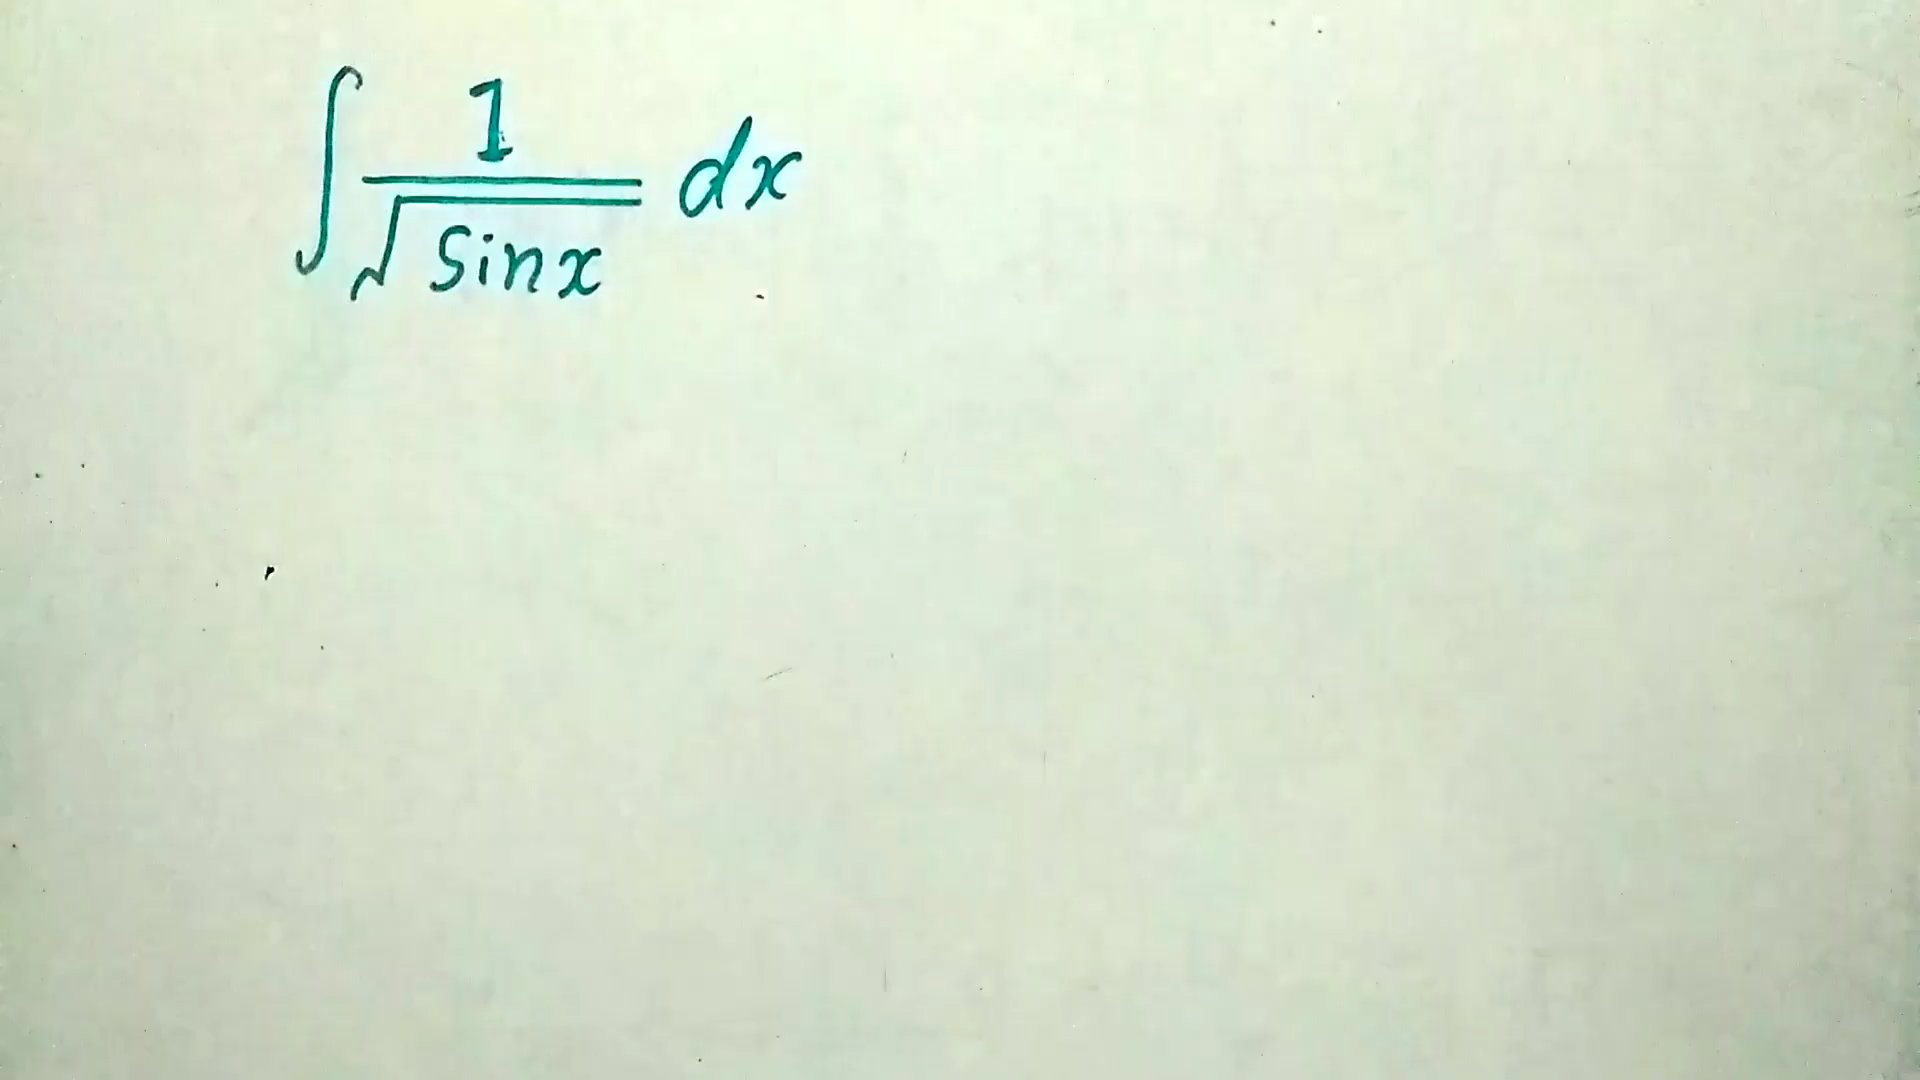 ∫ 1/√(sinx) dx